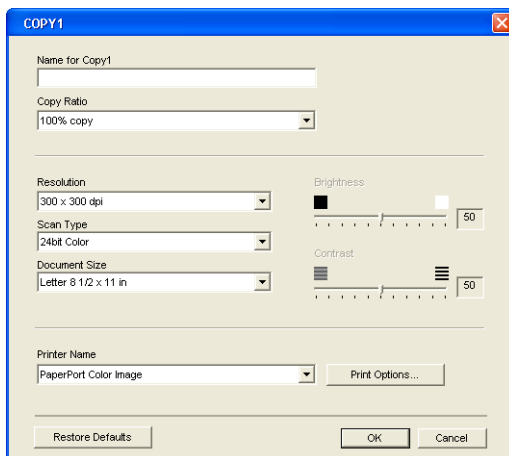 COPY1
Name for Copy1
Copy Ratio
100% copy
Resolution
300 x 300 dpi
Scan Type
24bit Color
Document Size
Letter 8 1/2 x 11 in
Brightness
50
Contrast
50
Printer Name
PaperPort Color Image
Print Options...
Restore Defaults
OK
Cancel